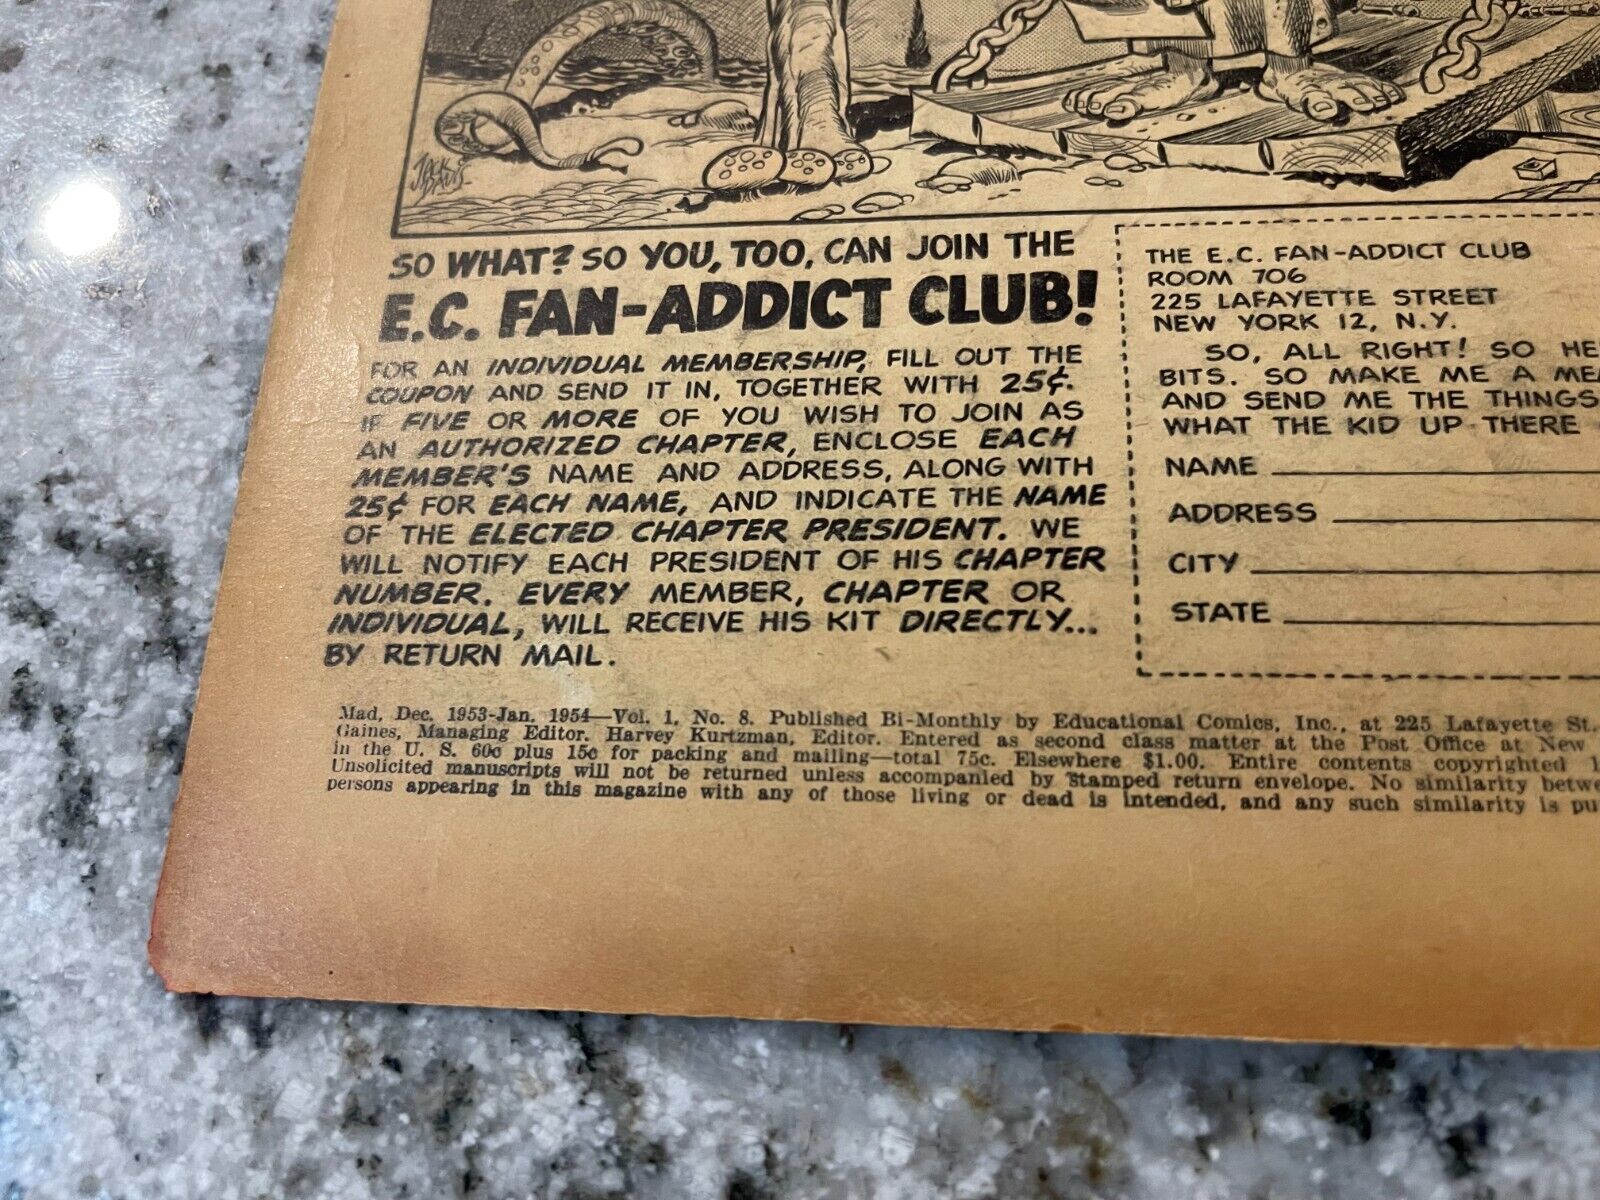 JACK
DAVIS
SO WHAT? SO YOU, TOO, CAN JOIN THE
E.C. FAN-ADDICT CLUB!
FOR AN INDIVIDUAL MEMBERSHIP, FILL OUT THE
COUPON AND SEND IT IN, TOGETHER WITH 25¢.
IF FIVE OR MORE OF YOU WISH TO JOIN AS
AN AUTHORIZED CHAPTER, ENCLOSE EACH
MEMBER'S NAME AND ADDRESS, ALONG WITH
25¢ FOR EACH NAME, AND INDICATE THE NAME
OF THE ELECTED CHAPTER PRESIDENT. WE
WILL NOTIFY EACH PRESIDENT OF HIS CHAPTER
NUMBER. EVERY MEMBER, CHAPTER OR
INDIVIDUAL, WILL RECEIVE HIS KIT DIRECTLY...
BY RETURN MAIL.
THE E.C. FAN-ADDICT CLUB
ROOM 706
225 LAFAYETTE STREET
NEW YORK 12, N.Y.
SO, ALL RIGHT! SO HE
BITS. SO MAKE ME A ME
AND SEND ME THE THINGS
WHAT THE KID UP THERE
NAME
ADDRESS
CITY
STATE
Mad, Dec. 1953-Jan. 1954—Vol. 1, No. 8. Published Bi-Monthly by Educational Comics, Inc., at 225 Lafayette St.
Gaines, Managing Editor. Harvey Kurtzman, Editor. Entered as second class matter at the Post Office at New
in the U. S. 60c plus 15c for packing and mailing—total 75c. Elsewhere $1.00. Entire contents copyrighted 1
Unsolicited manuscripts will not be returned unless accompanied by stamped return envelope. No similarity betwe
persons appearing in this magazine with any of those living or dead is intended, and any such similarity is pu